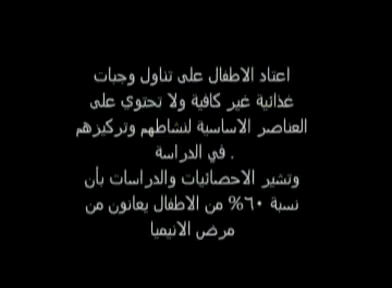 اعتاد الاطفال على تناول وجبات
غذائية غير كافية ولا تحتوي على
العناصر الاساسية لنشاطهم وتركيزهم
في الدراسة .
وتشير الاحصائيات والدراسات بأن
نسبة ٦٠% من الاطفال يعانون من
مرض الانيميا